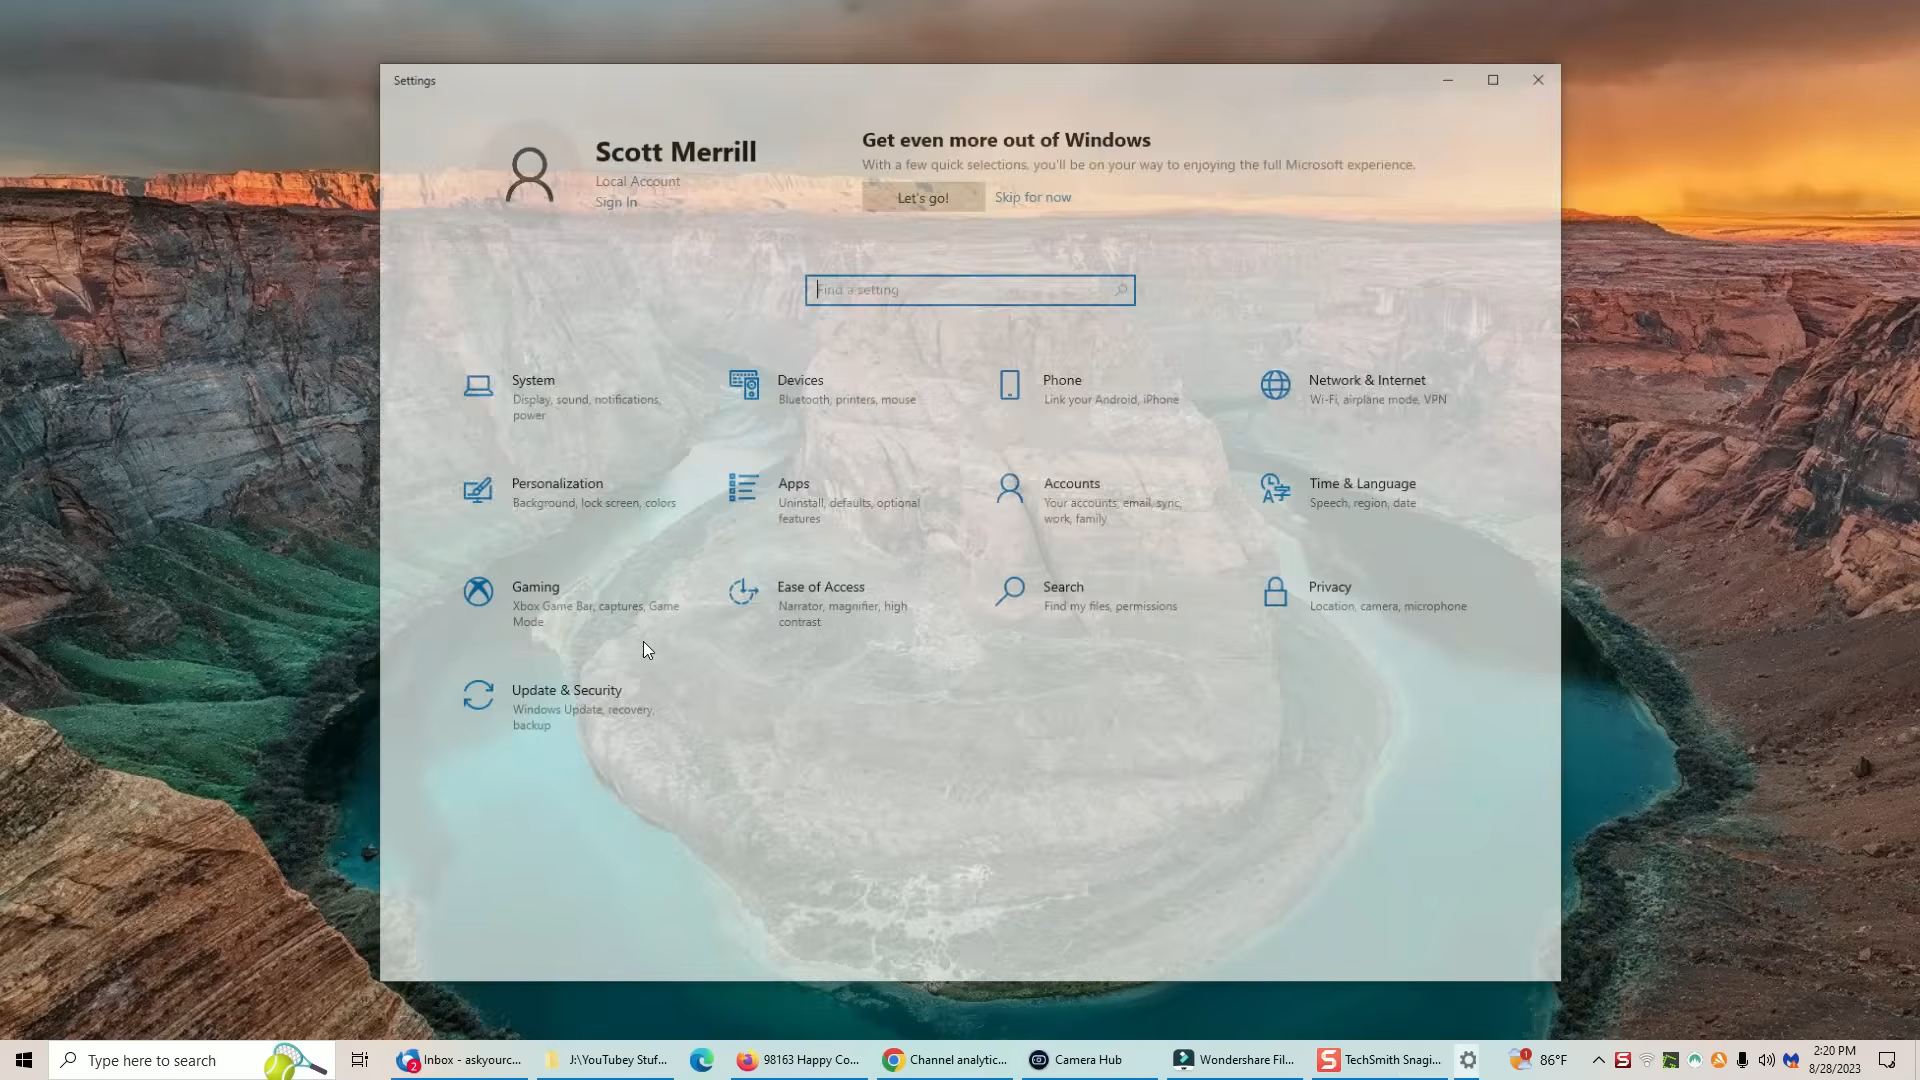 Settings
Scott Merrill
Local Account
Sign In
Get even more out of Windows
With a few quick selections, you'll be on your way to enjoying the full Microsoft experience.
Let's go!
Skip for now
Find a setting
System
Display, sound, notifications,
power
Devices
Bluetooth, printers, mouse
Phone
Link your Android, iPhone
Network & Internet
Wi-Fi, airplane mode, VPN
Personalization
Background, lock screen, colors
Apps
Uninstall, defaults, optional
features
Accounts
Your accounts, email, sync,
work, family
Time & Language
Speech, region, date
Gaming
Xbox Game Bar, captures, Game
Mode
Ease of Access
Narrator, magnifier, high
contrast
Search
Find my files, permissions
Privacy
Location, camera, microphone
Update & Security
Windows Update, recovery,
backup
Type here to search
2
Inbox - askyourc...
J:\YouTubey Stuf...
98163 Happy Co...
Channel analytic...
Camera Hub
Wondershare Fil...
S
TechSmith Snagi...
1
86°F
S
2:20 PM
8/28/2023